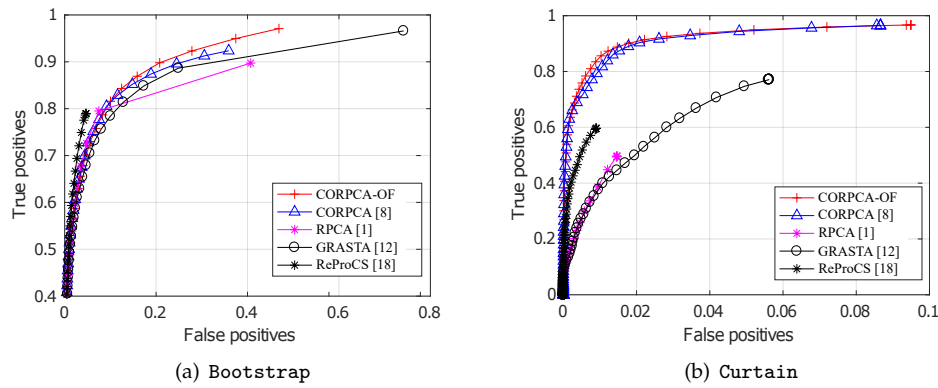 1
0.9
0.8
0.7
0.6
0.5
0.4
True positives
0
0.2
0.4
0.6
0.8
False positives
CORPCA-OF
CORPCA [8]
RPCA [1]
GRASTA [12]
ReProCS [18]
(a) Bootstrap
1
0.8
0.6
0.4
0.2
0
True positives
0
0.02
0.04
0.06
0.08
0.1
False positives
CORPCA-OF
CORPCA [8]
RPCA [1]
GRASTA [12]
ReProCS [18]
(b) Curtain